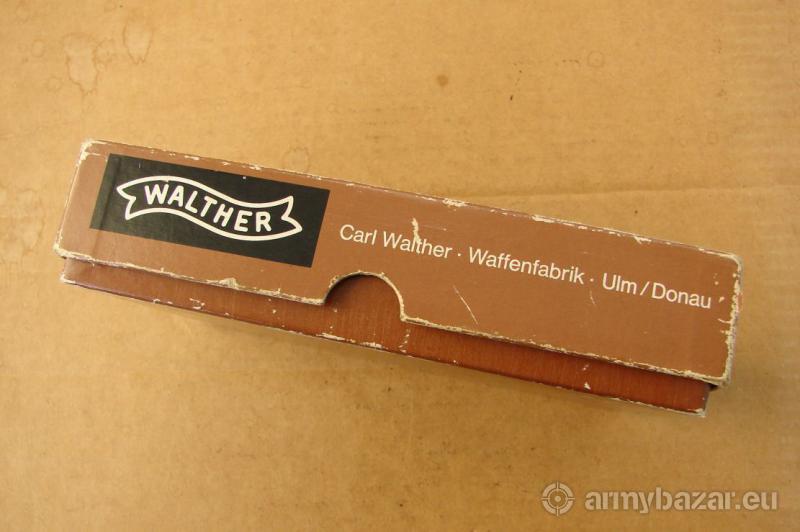 WALTHER
Carl Walther · Waffenfabrik · Ulm/Donau
armybazar.eu